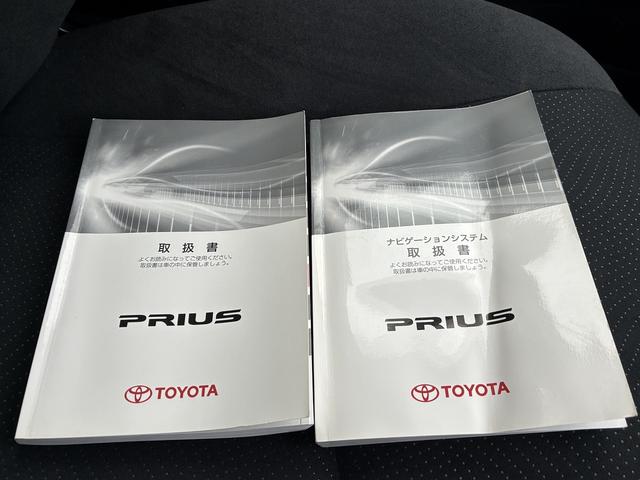 取扱書
よくお読みになってご使用ください。
取扱書は車の中に保管しましょう。
PRIUS
TOYOTA
ナビゲーションシステム
取扱書
よくお読みになってご使用ください。
取扱書は車の中に保管しましょう。
PRIUS
TOYOTA